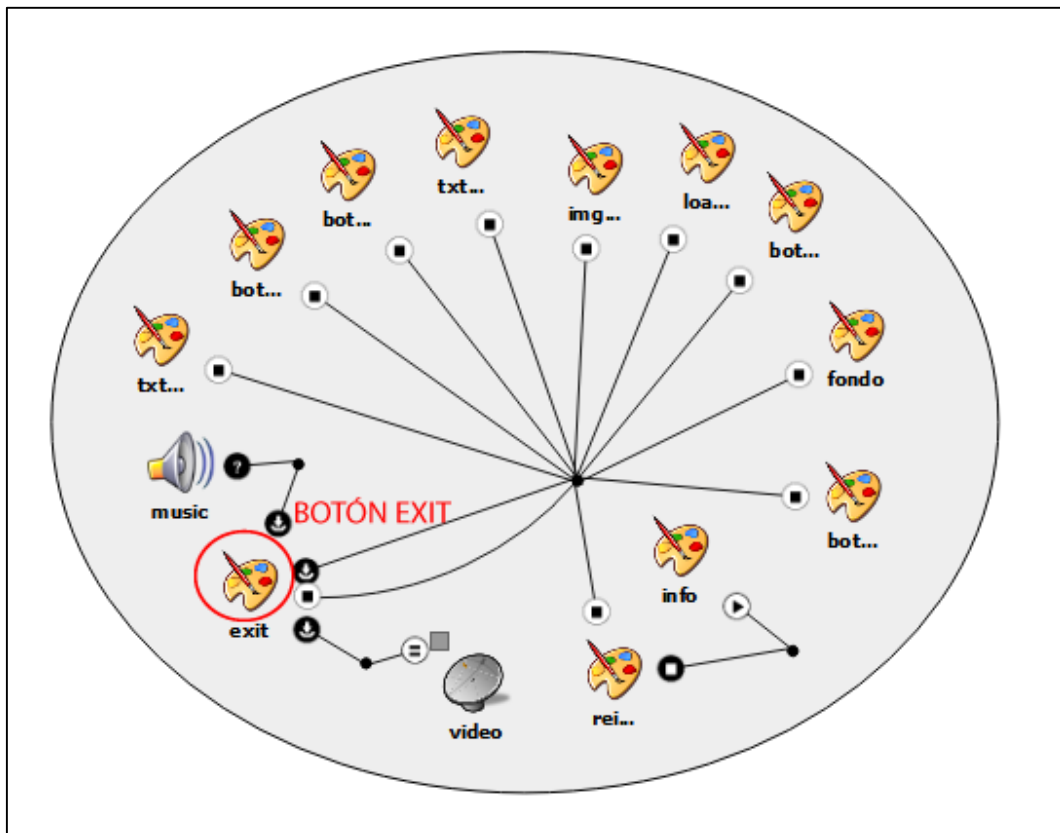 txt...
bot...
bot...
txt...
img...
loa...
bot...
fondo
bot...
music
?
BOTÓN EXIT
exit
info
=
video
rei...